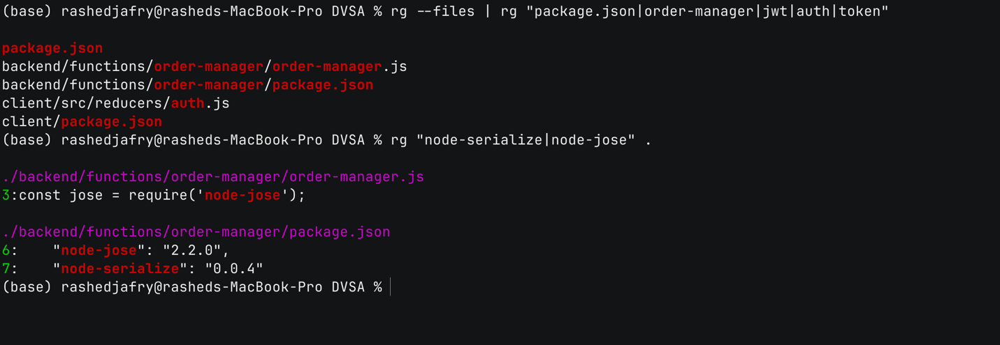 (base) rashedjafry@rasheds-MacBook-Pro DVSA % rg --files | rg "package.json|order-manager|jwt|auth|token"
package.json
backend/functions/order-manager/order-manager.js
backend/functions/order-manager/package.json
client/src/reducers/auth.js
client/package.json
(base) rashedjafry@rasheds-MacBook-Pro DVSA % rg "node-serialize|node-jose" .
./backend/functions/order-manager/order-manager.js
3:const jose = require('node-jose');
./backend/functions/order-manager/package.json
6:    "node-jose": "2.2.0",
7:    "node-serialize": "0.0.4"
(base) rashedjafry@rasheds-MacBook-Pro DVSA %